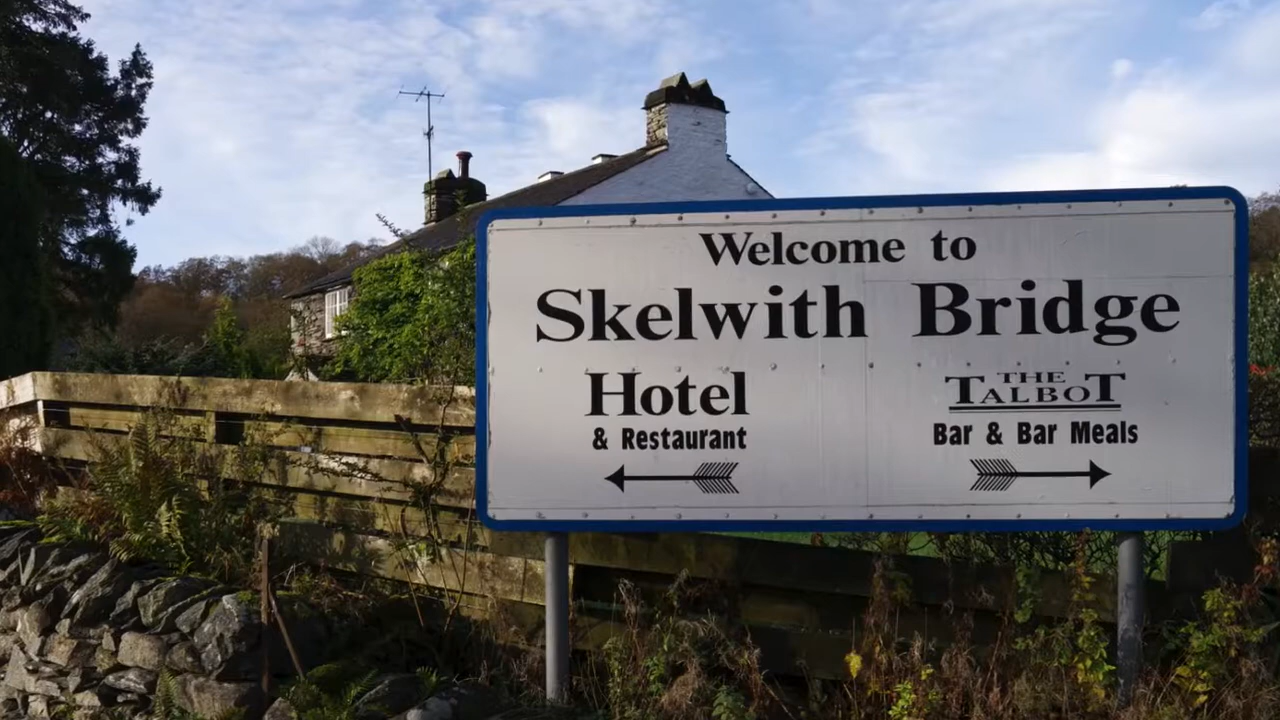 Welcome to
Skelwith Bridge
Hotel
& Restaurant
THE
TALBOT
Bar & Bar Meals